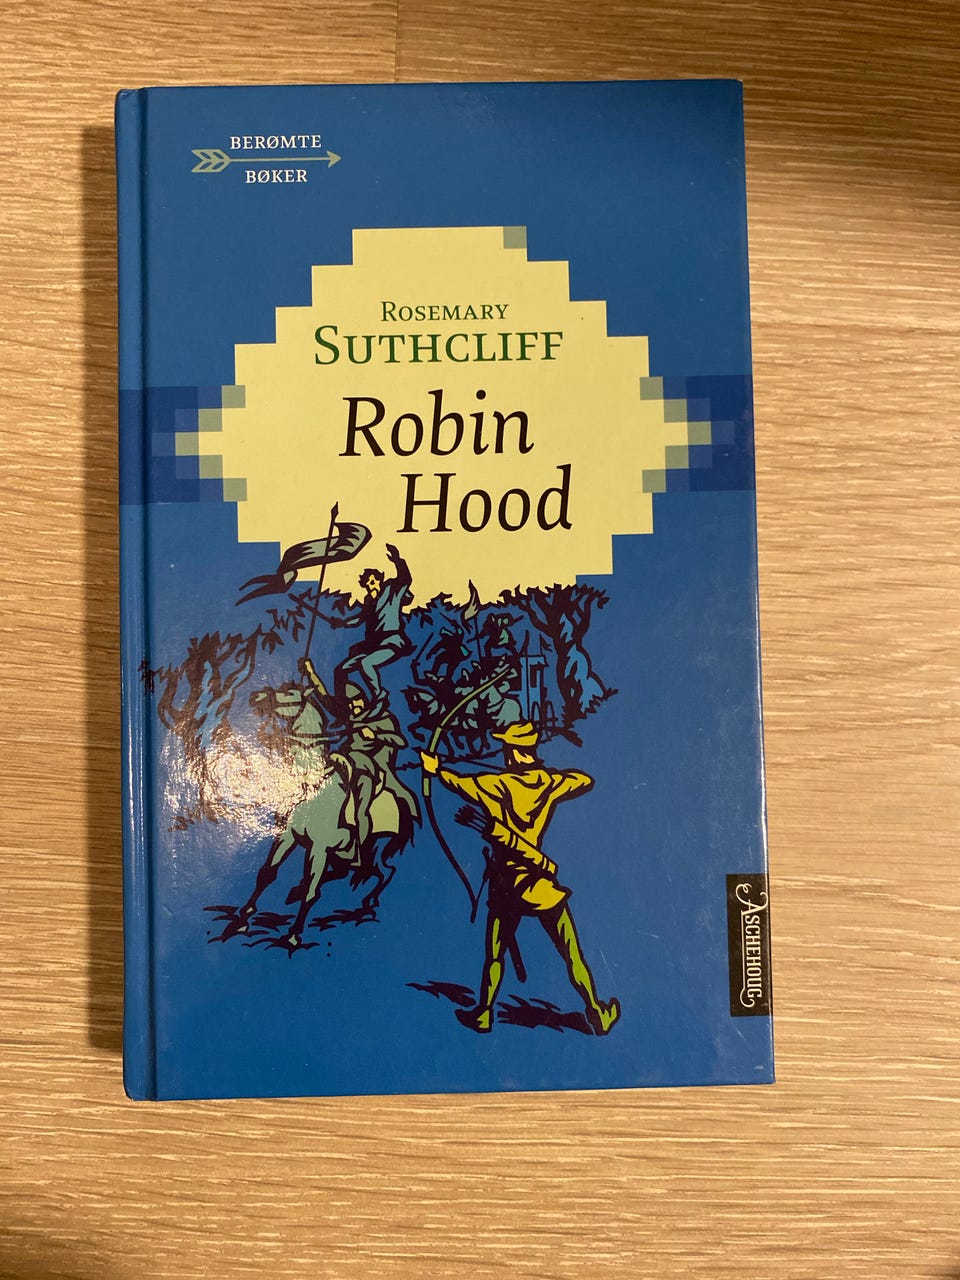 BERØMTE
BØKER
ROSEMARY
SUTHCLIFF
Robin
Hood
ASCHEHOUG